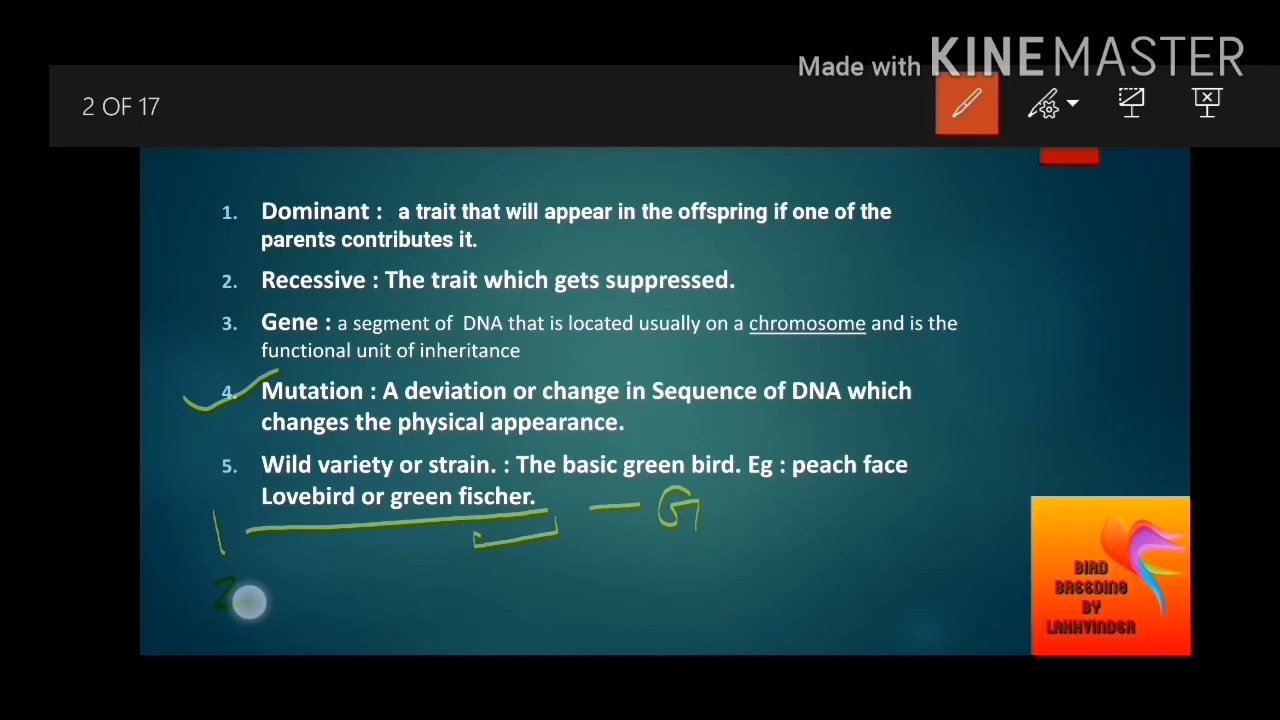 Made with KINEMASTER
2 OF 17
1. Dominant : a trait that will appear in the offspring if one of the
parents contributes it.
2. Recessive : The trait which gets suppressed.
3. Gene : a segment of DNA that is located usually on a chromosome and is the
functional unit of inheritance
4. Mutation : A deviation or change in Sequence of DNA which
changes the physical appearance.
5. Wild variety or strain. : The basic green bird. Eg : peach face
Lovebird or green fischer.
— G
1
2
BIRD
BREEDING
BY
LAKHVINDER